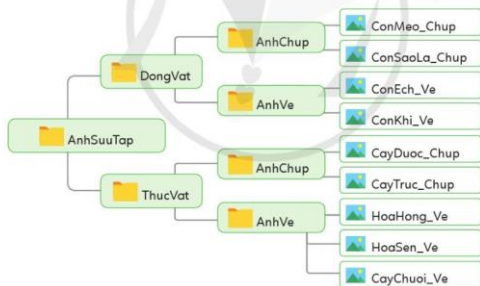 AnhSuuTap
DongVat
AnhChup
ConMeo_Chup
ConSaoLa_Chup
AnhVe
ConEch_Ve
ConKhi_Ve
ThucVat
AnhChup
CayDuoc_Chup
CayTruc_Chup
AnhVe
HoaHong_Ve
HoaSen_Ve
CayChuoi_Ve